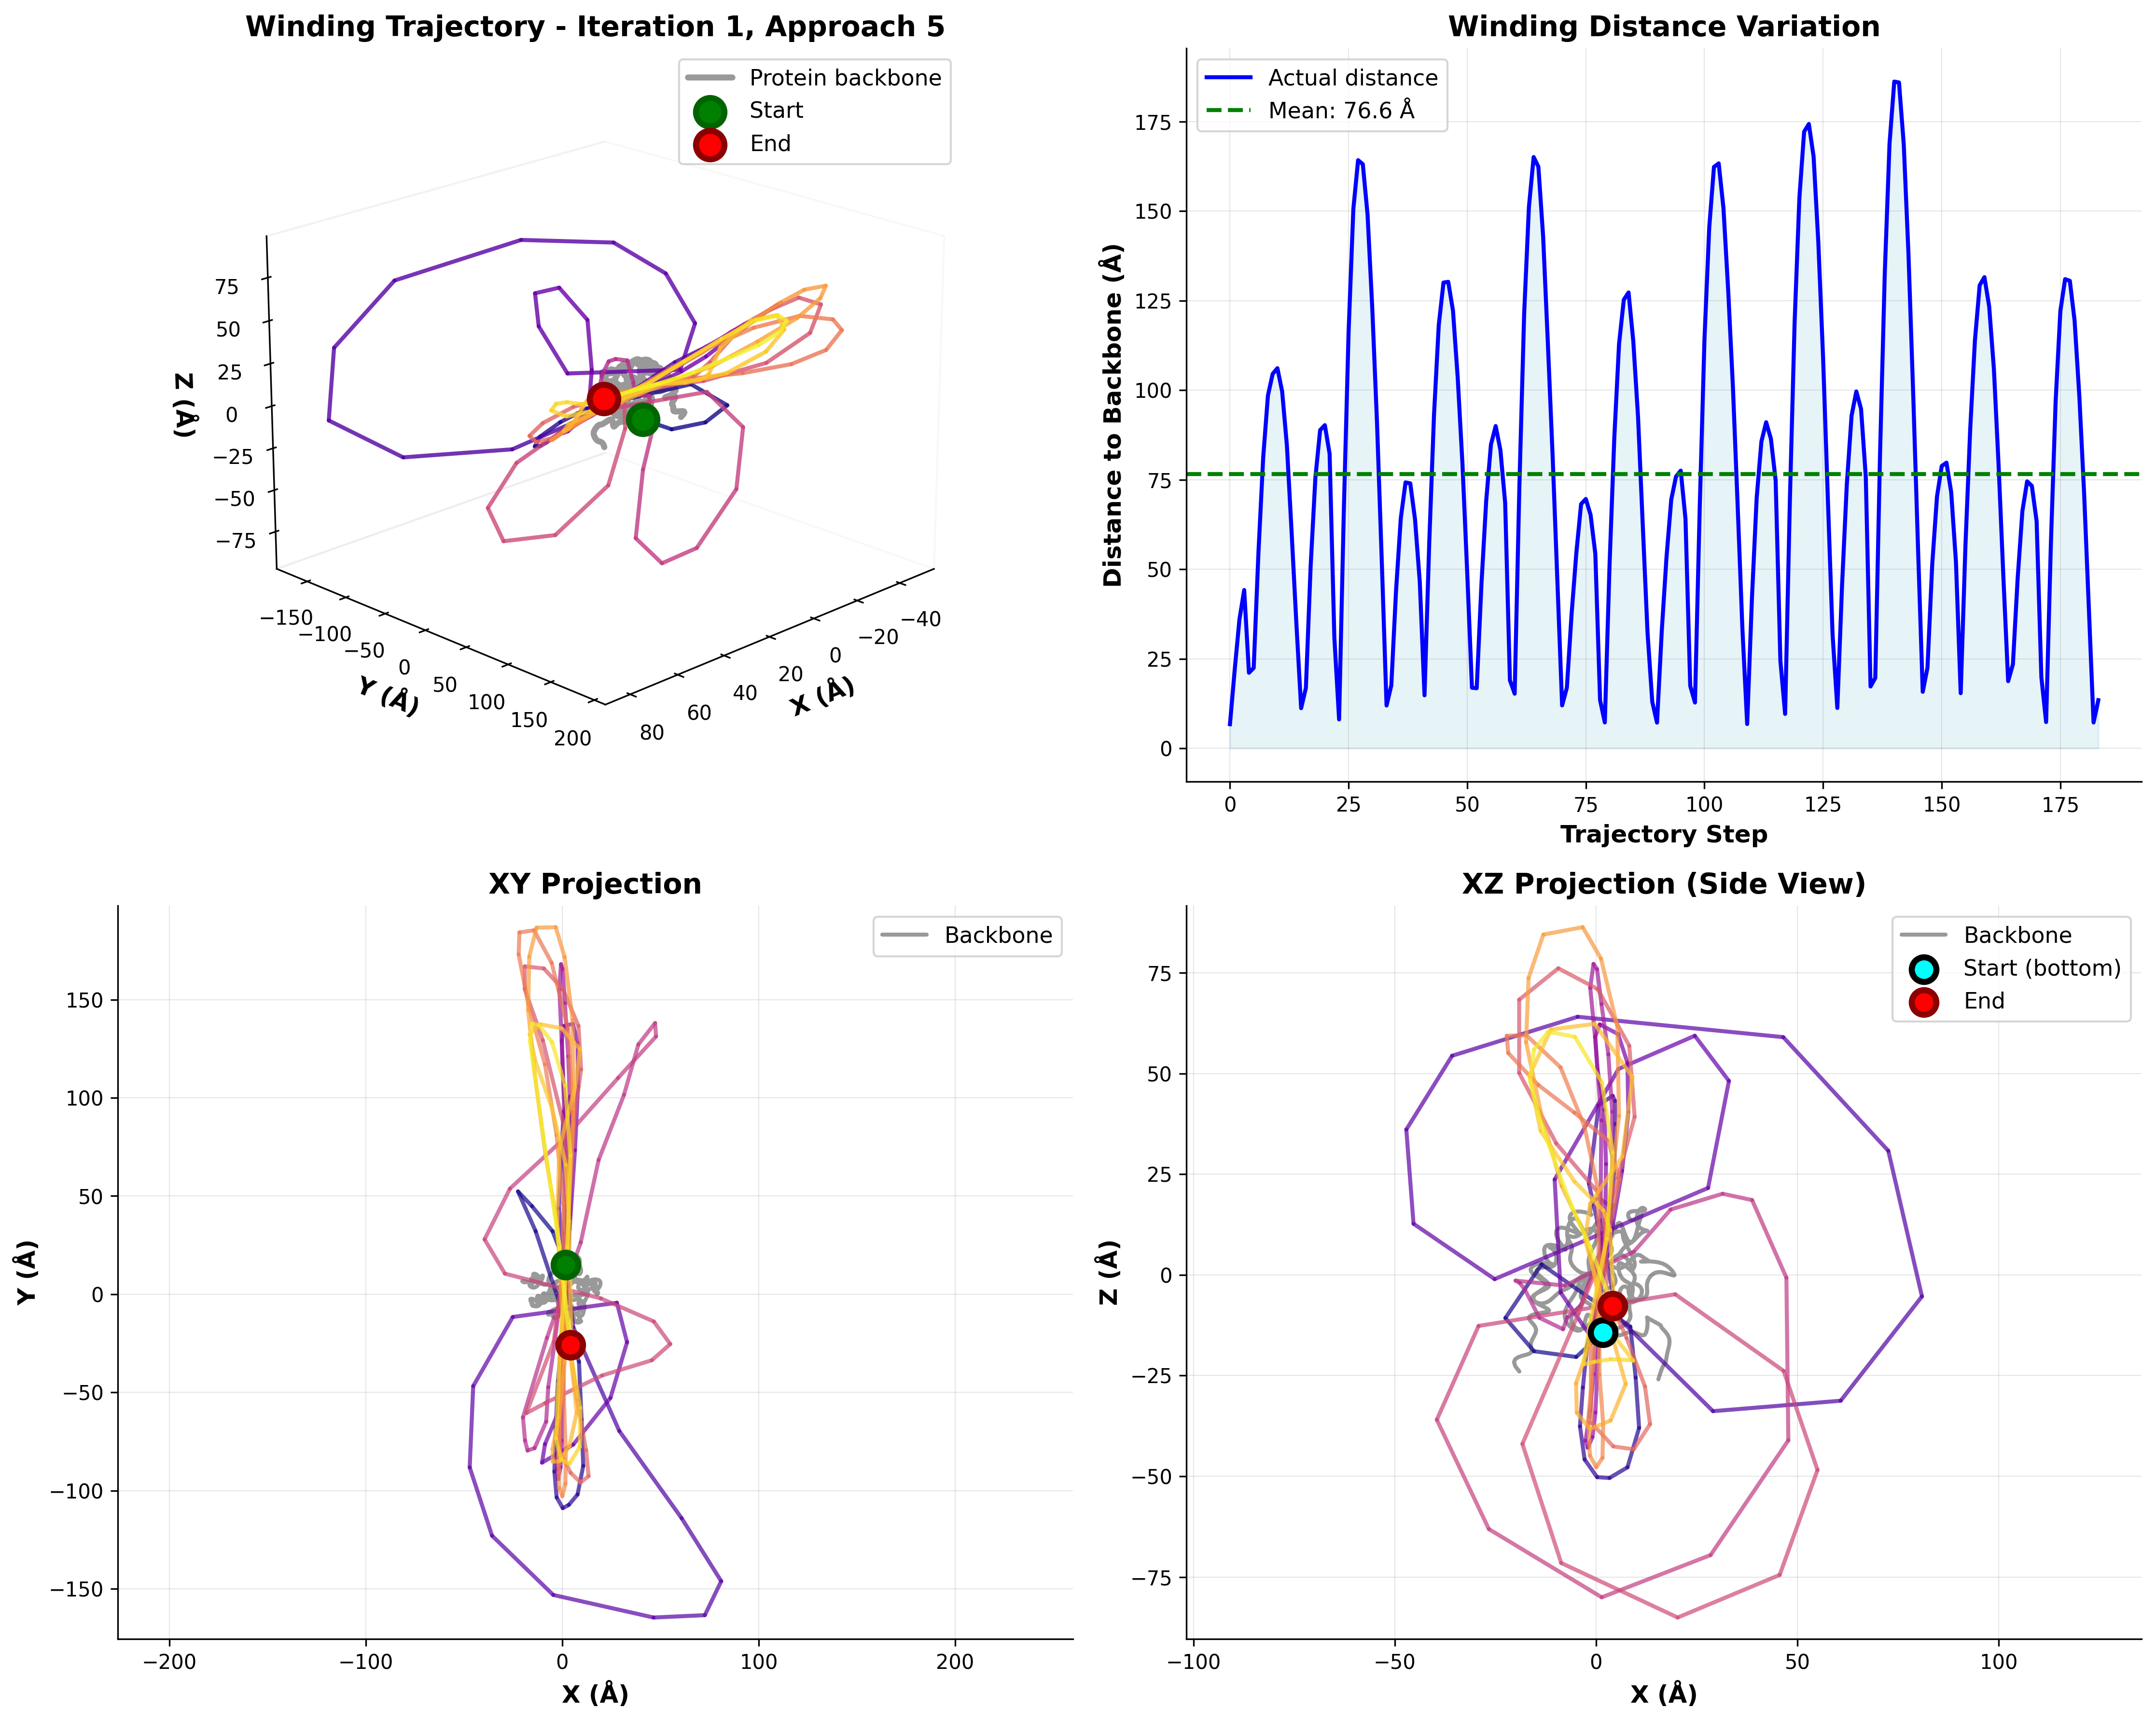 Winding Trajectory - Iteration 1, Approach 5
Protein backbone
Start
End
75
50
25
0
−25
−50
−75
Z (Å)
−150
−100
−50
0
50
100
150
200
Y (Å)
80
60
40
20
0
−20
−40
X (Å)
Winding Distance Variation
Actual distance
Mean: 76.6 Å
175
150
125
100
75
50
25
0
Distance to Backbone (Å)
0
25
50
75
100
125
150
175
Trajectory Step
XY Projection
Backbone
150
100
50
0
−50
−100
−150
Y (Å)
−200
−100
0
100
200
X (Å)
XZ Projection (Side View)
Backbone
Start (bottom)
End
75
50
25
0
−25
−50
−75
Z (Å)
−100
−50
0
50
100
X (Å)